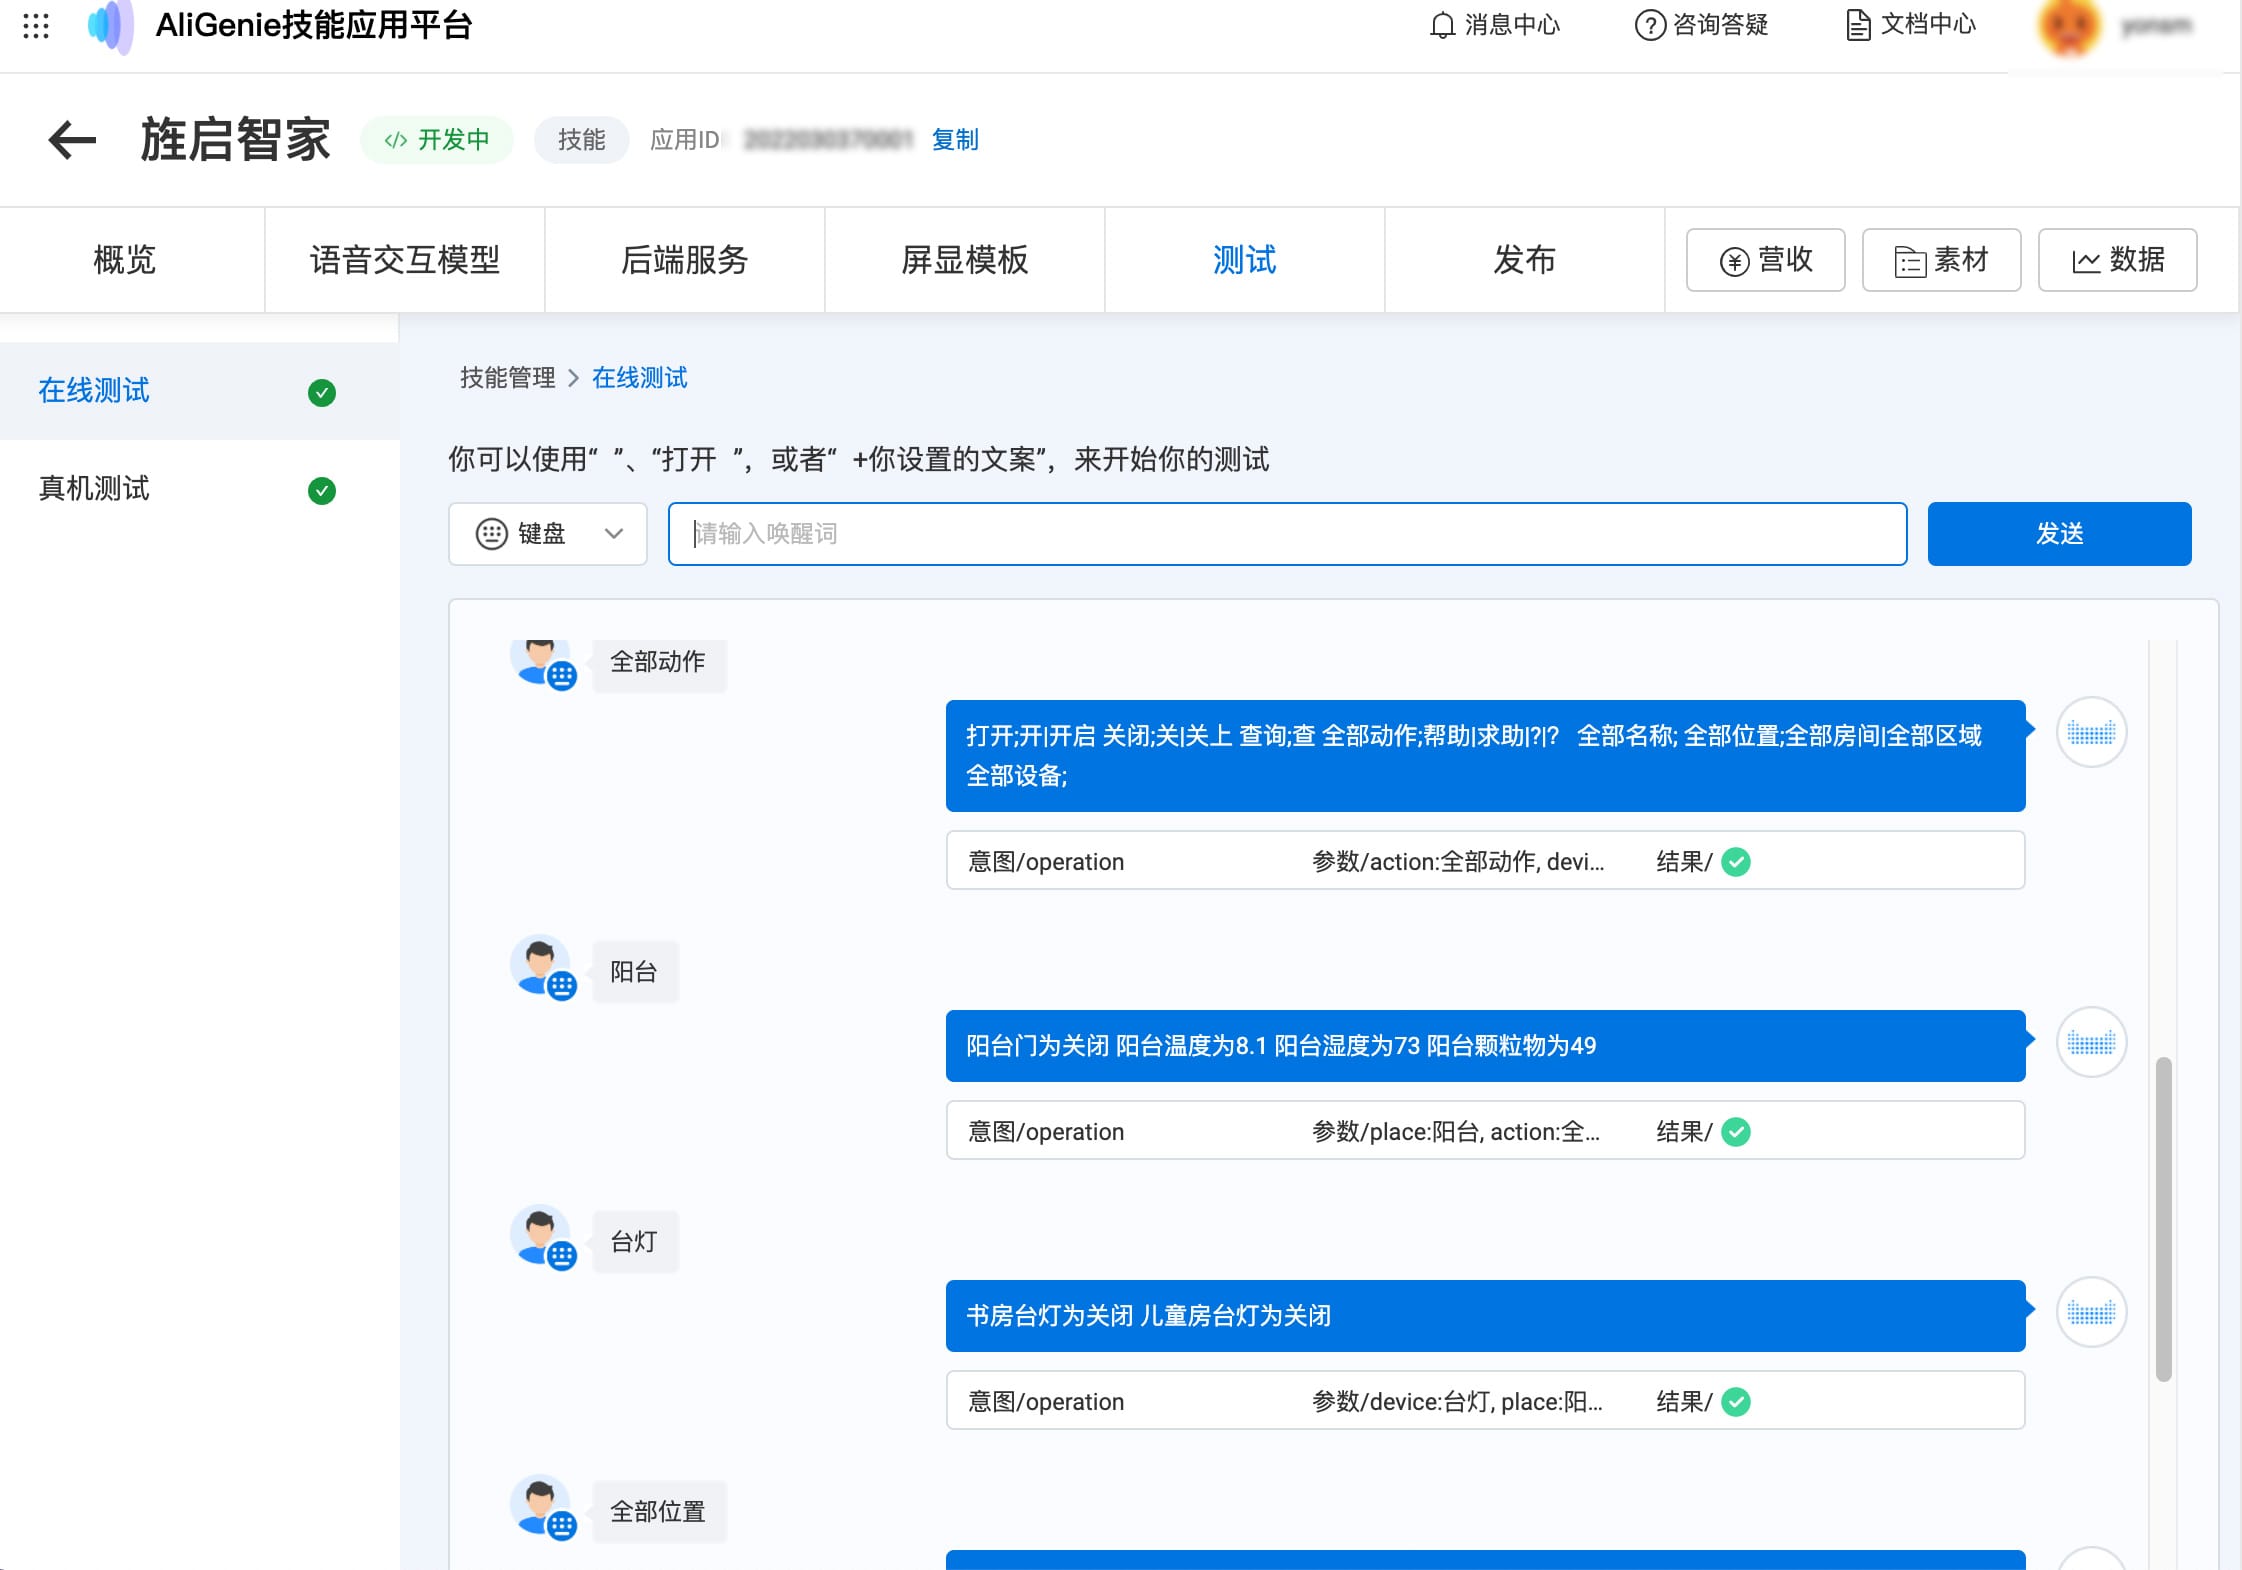 AliGenie技能应用平台
消息中心
咨询答疑
文档中心
旌启智家
</> 开发中
技能
应用ID
复制
概览
语音交互模型
后端服务
屏显模板
测试
发布
营收
素材
数据
在线测试
真机测试
技能管理 > 在线测试
你可以使用“ ”、“打开 ”，或者“ +你设置的文案”，来开始你的测试
键盘
请输入唤醒词
发送
全部动作
打开;开|开启 关闭;关|关上 查询;查 全部动作;帮助|求助|?|? 全部名称; 全部位置;全部房间|全部区域
全部设备;
意图/operation 参数/action:全部动作, devi... 结果/
阳台
阳台门为关闭 阳台温度为8.1 阳台湿度为73 阳台颗粒物为49
意图/operation 参数/place:阳台, action:全... 结果/
台灯
书房台灯为关闭 儿童房台灯为关闭
意图/operation 参数/device:台灯, place:阳... 结果/
全部位置